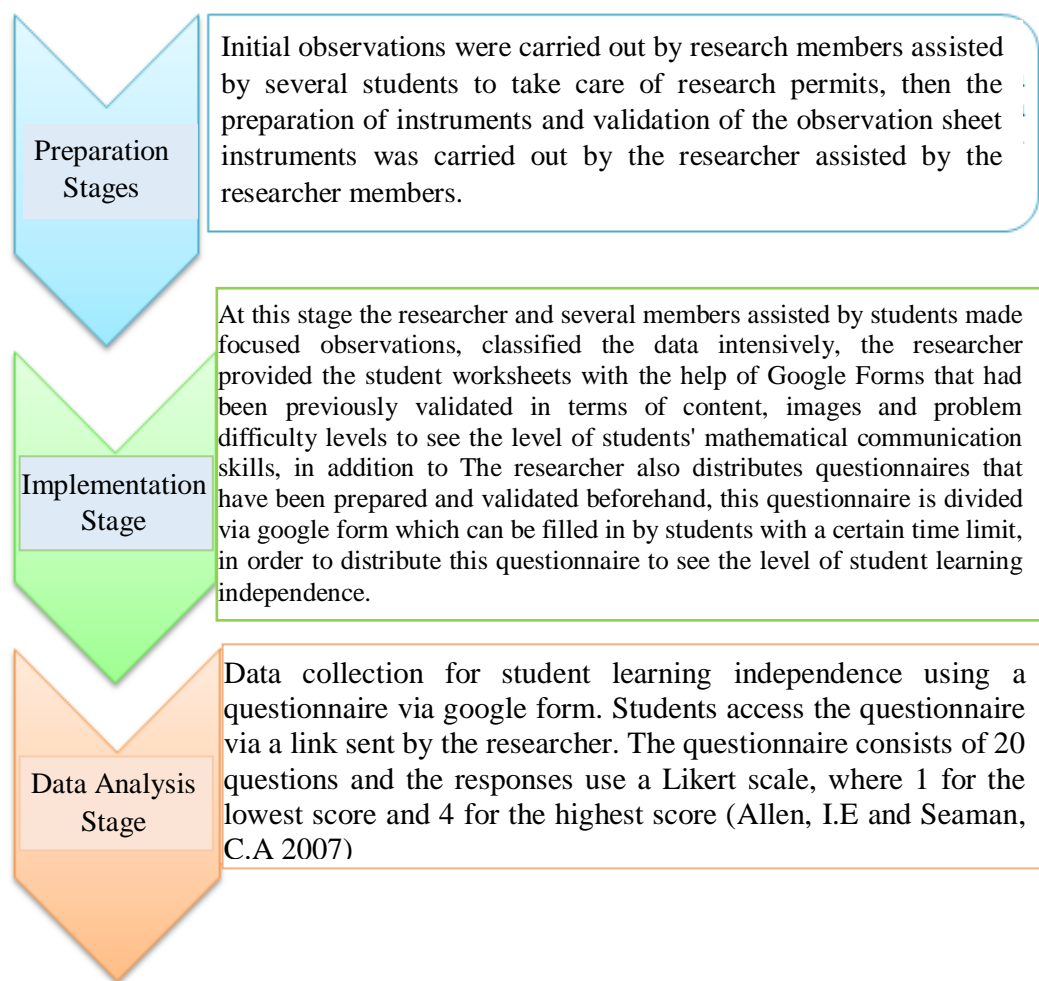 Preparation
Stages
Initial observations were carried out by research members assisted
by several students to take care of research permits, then the
preparation of instruments and validation of the observation sheet
instruments was carried out by the researcher assisted by the
researcher members.
Implementation
Stage
At this stage the researcher and several members assisted by students made
focused observations, classified the data intensively, the researcher
provided the student worksheets with the help of Google Forms that had
been previously validated in terms of content, images and problem
difficulty levels to see the level of students' mathematical communication
skills, in addition to The researcher also distributes questionnaires that
have been prepared and validated beforehand, this questionnaire is divided
via google form which can be filled in by students with a certain time limit,
in order to distribute this questionnaire to see the level of student learning
independence.
Data Analysis
Stage
Data collection for student learning independence using a
questionnaire via google form. Students access the questionnaire
via a link sent by the researcher. The questionnaire consists of 20
questions and the responses use a Likert scale, where 1 for the
lowest score and 4 for the highest score (Allen, I.E and Seaman,
C.A 2007)